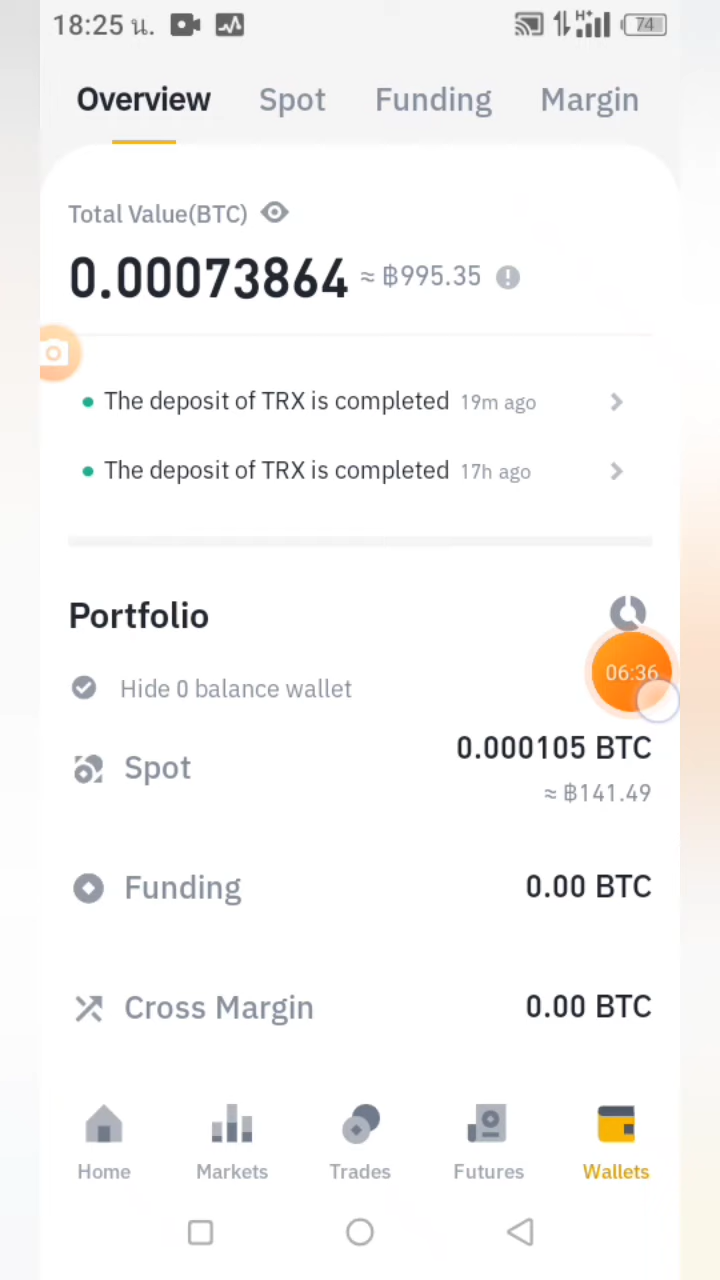 18:25 น.
H+
74
Overview Spot Funding Margin
Total Value(BTC)
0.00073864 ≈ ฿995.35
The deposit of TRX is completed 19m ago
The deposit of TRX is completed 17h ago
Portfolio
06:36
Hide 0 balance wallet
Spot 0.000105 BTC
≈ ฿141.49
Funding 0.00 BTC
Cross Margin 0.00 BTC
Home Markets Trades Futures Wallets